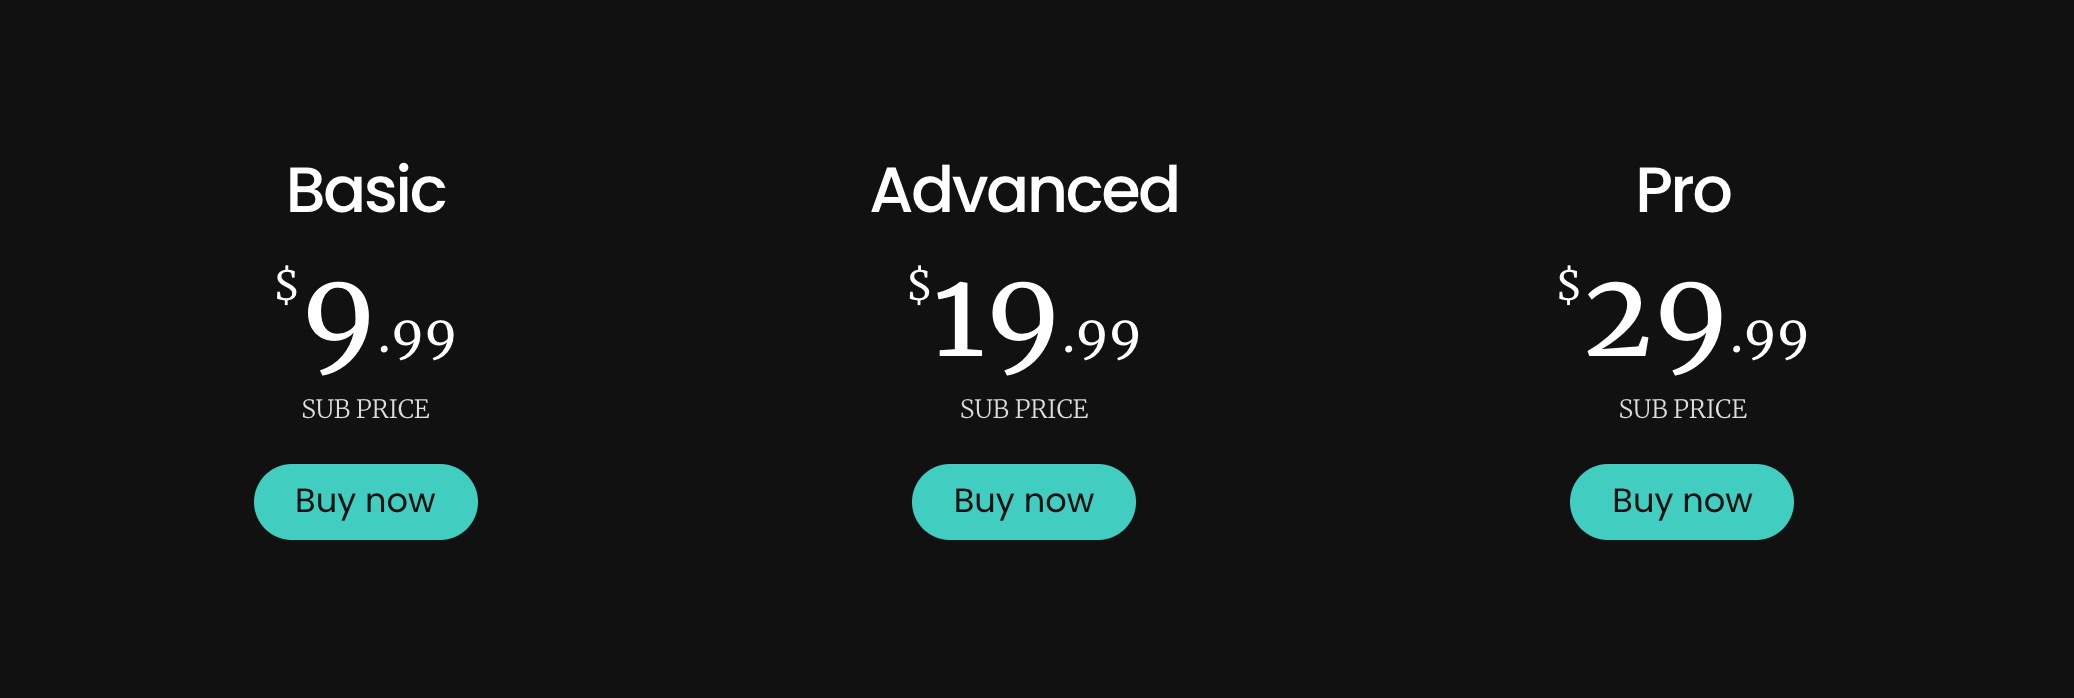 Basic
$9.99
SUB PRICE
Buy now
Advanced
$19.99
SUB PRICE
Buy now
Pro
$29.99
SUB PRICE
Buy now